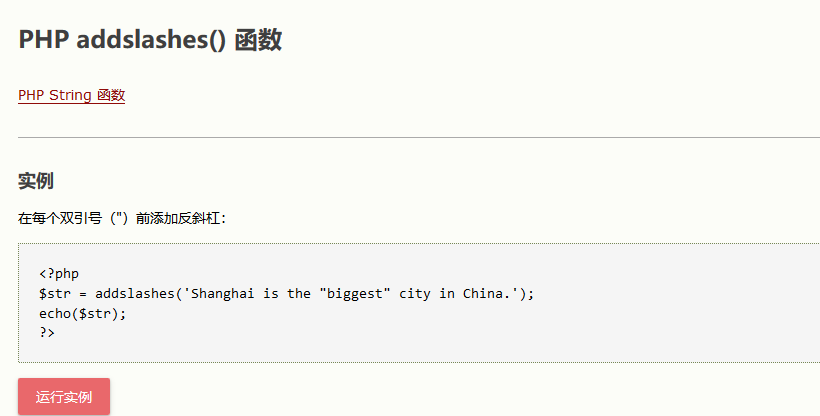 PHP addslashes() 函数
PHP String 函数
实例
在每个双引号（"）前添加反斜杠：
<?php
$str = addslashes('Shanghai is the "biggest" city in China.');
echo($str);
?>
运行实例